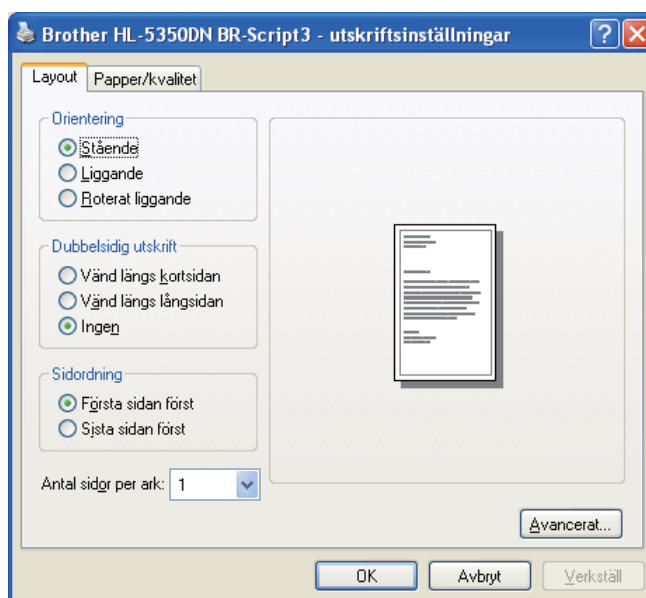 Brother HL-5350DN BR-Script3 - utskriftsinställningar
Layout
Papper/kvalitet
Orientering
Stående
Liggande
Roterat liggande
Dubbelsidig utskrift
Vänd längs kortsidan
Vänd längs långsidan
Ingen
Sidordning
Första sidan först
Sista sidan först
Antal sidor per ark: 1
Avancerat...
OK
Avbryt
Verkställ